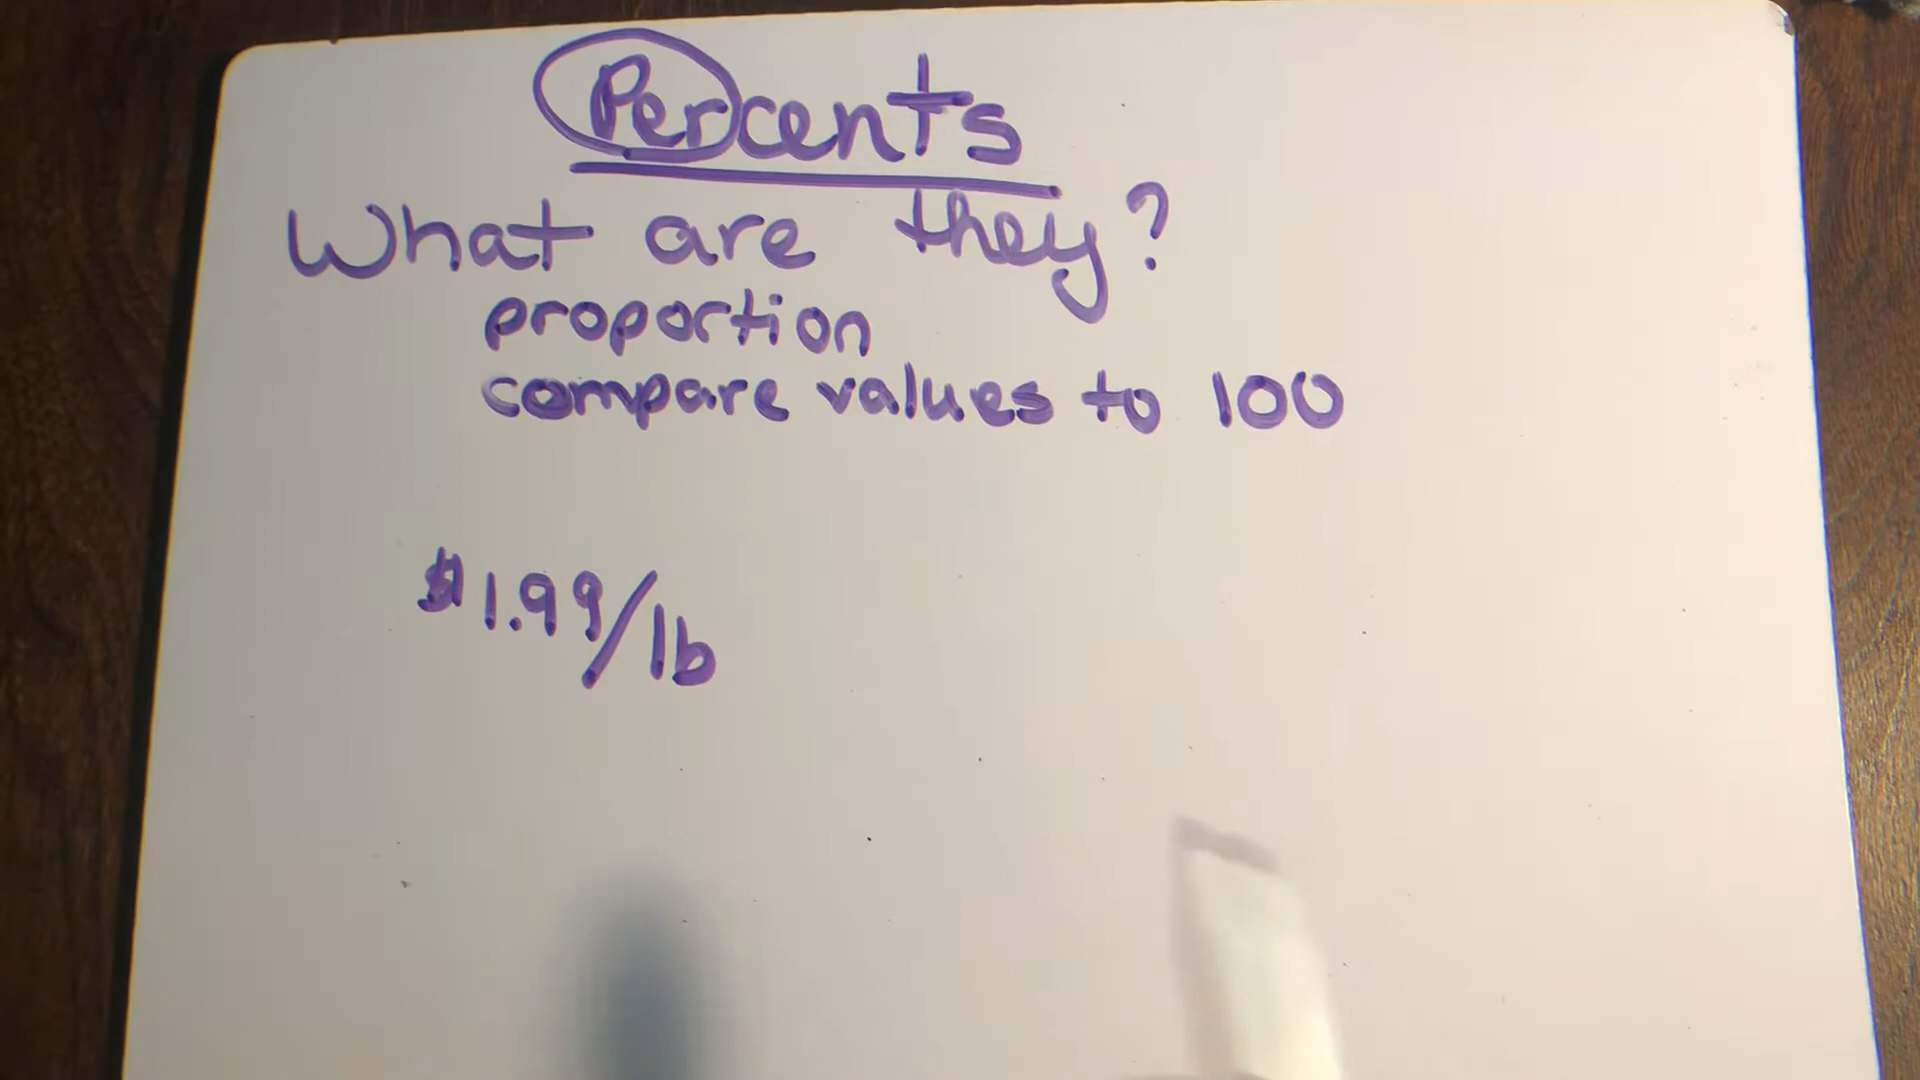 Percents
What are they?
proportion
compare values to 100
$1.99/lb